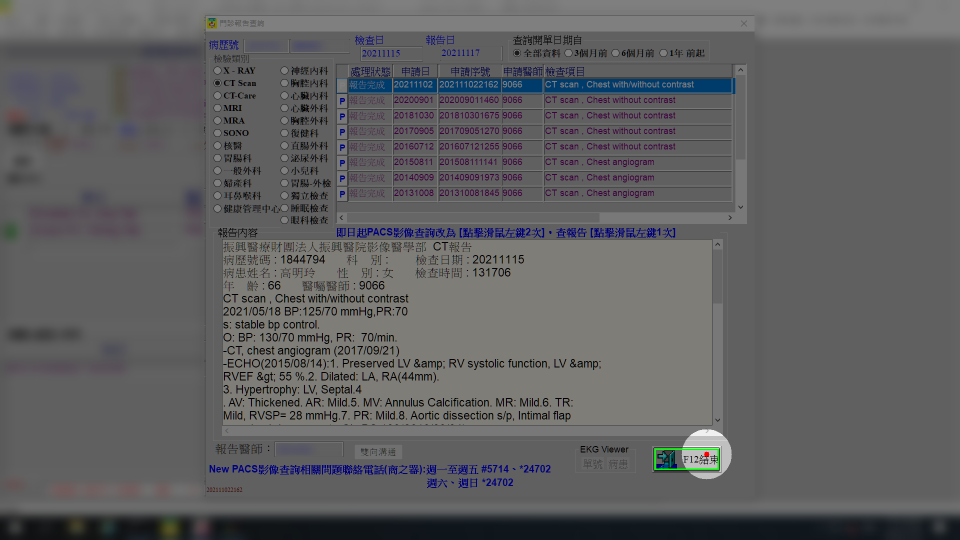 門診報告查詢
病歷號
檢查日 報告日
20211115 20211117
查詢開單日期自
全部資料 3個月前 6個月前 1年 前起
檢驗類別
X - RAY 神經內科
CT Scan 胸腔內科
CT-Care 心臟內科
MRI 心臟外科
MRA 胸腔外科
SONO 復健科
核醫 直腸外科
胃腸科 泌尿外科
一般外科 小兒科
婦產科 胃腸-外檢
耳鼻喉科 獨立檢查
健康管理中心 睡眠檢查
眼科檢查
處理狀態 申請日 申請序號 申請醫師 檢查項目
報告完成 20211102 202111022162 9066 CT scan , Chest with/without contrast
P 報告完成 20200901 202009011460 9066 CT scan , Chest without contrast
P 報告完成 20181030 201810301675 9066 CT scan , Chest without contrast
P 報告完成 20170905 201709051270 9066 CT scan , Chest without contrast
P 報告完成 20160712 201607121255 9066 CT scan , Chest without contrast
P 報告完成 20150811 201508111141 9066 CT scan , Chest angiogram
P 報告完成 20140909 201409091973 9066 CT scan , Chest angiogram
P 報告完成 20131008 201310081845 9066 CT scan , Chest angiogram
報告內容
即日起PACS影像查詢改為 [點擊滑鼠左鍵2次]，查報告 [點擊滑鼠左鍵1次]
振興醫療財團法人振興醫院影像醫學部 CT報告
病歷號碼 : 1844794 科 別 : 檢查日期 : 20211115
病患姓名 : 高明玲 性 別 : 女 檢查時間 : 131706
年 齡 : 66 醫囑醫師 : 9066
CT scan , Chest with/without contrast
2021/05/18 BP:125/70 mmHg,PR:70
s: stable bp control.
O: BP: 130/70 mmHg, PR: 70/min.
-CT, chest angiogram (2017/09/21)
-ECHO(2015/08/14):1. Preserved LV &amp; RV systolic function, LV &amp;
RVEF &gt; 55 %.2. Dilated: LA, RA(44mm).
3. Hypertrophy: LV, Septal.4
. AV: Thickened. AR: Mild.5. MV: Annulus Calcification. MR: Mild.6. TR:
Mild, RVSP= 28 mmHg.7. PR: Mild.8. Aortic dissection s/p, Intimal flap
報告醫師：
雙向溝通
EKG Viewer
單號 病患
F12結束
New PACS影像查詢相關問題聯絡電話(商之器):週一至週五 #5714、*24702
週六、週日 *24702
202111022162